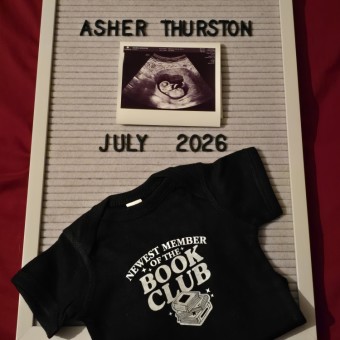 ASHER THURSTON
JULY 2026
NEWEST MEMBER
OF THE
BOOK
CLUB